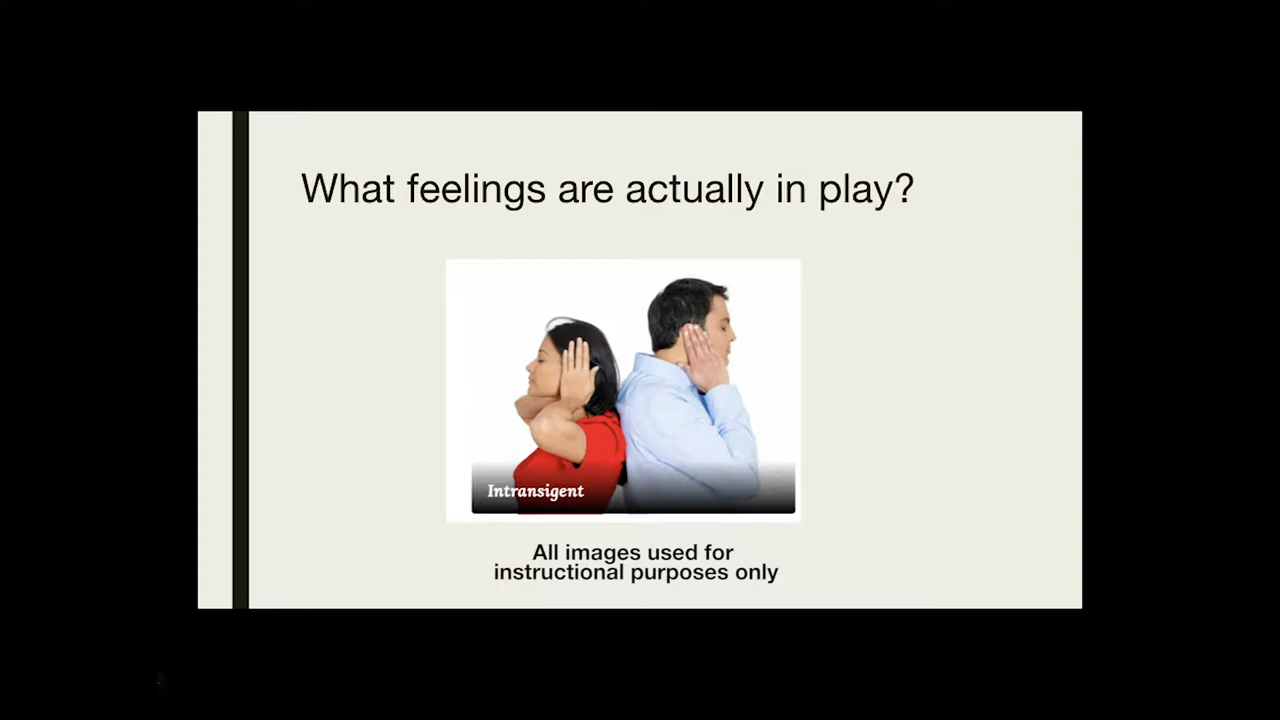 What feelings are actually in play?
Intransigent
All images used for
instructional purposes only